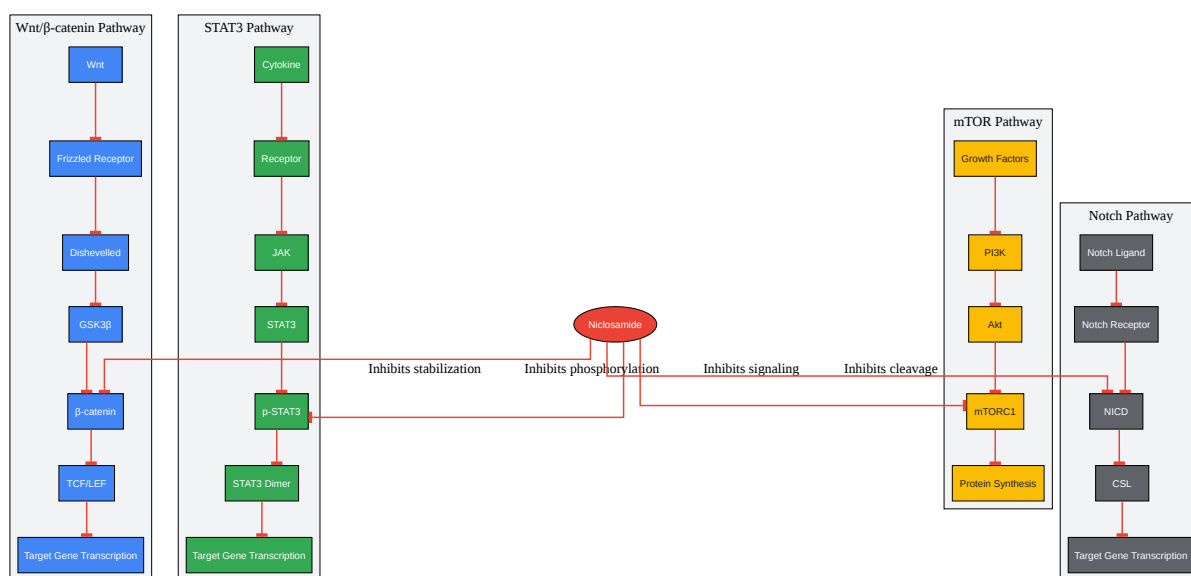 Wnt/β-catenin Pathway
Wnt
Frizzled Receptor
Dishevelled
GSK3β
β-catenin
TCF/LEF
Target Gene Transcription
STAT3 Pathway
Cytokine
Receptor
JAK
STAT3
p-STAT3
STAT3 Dimer
Target Gene Transcription
Niclosamide
Inhibits stabilization
Inhibits phosphorylation
Inhibits signaling
Inhibits cleavage
mTOR Pathway
Growth Factors
PI3K
Akt
mTORC1
Protein Synthesis
Notch Pathway
Notch Ligand
Notch Receptor
NICD
CSL
Target Gene Transcription